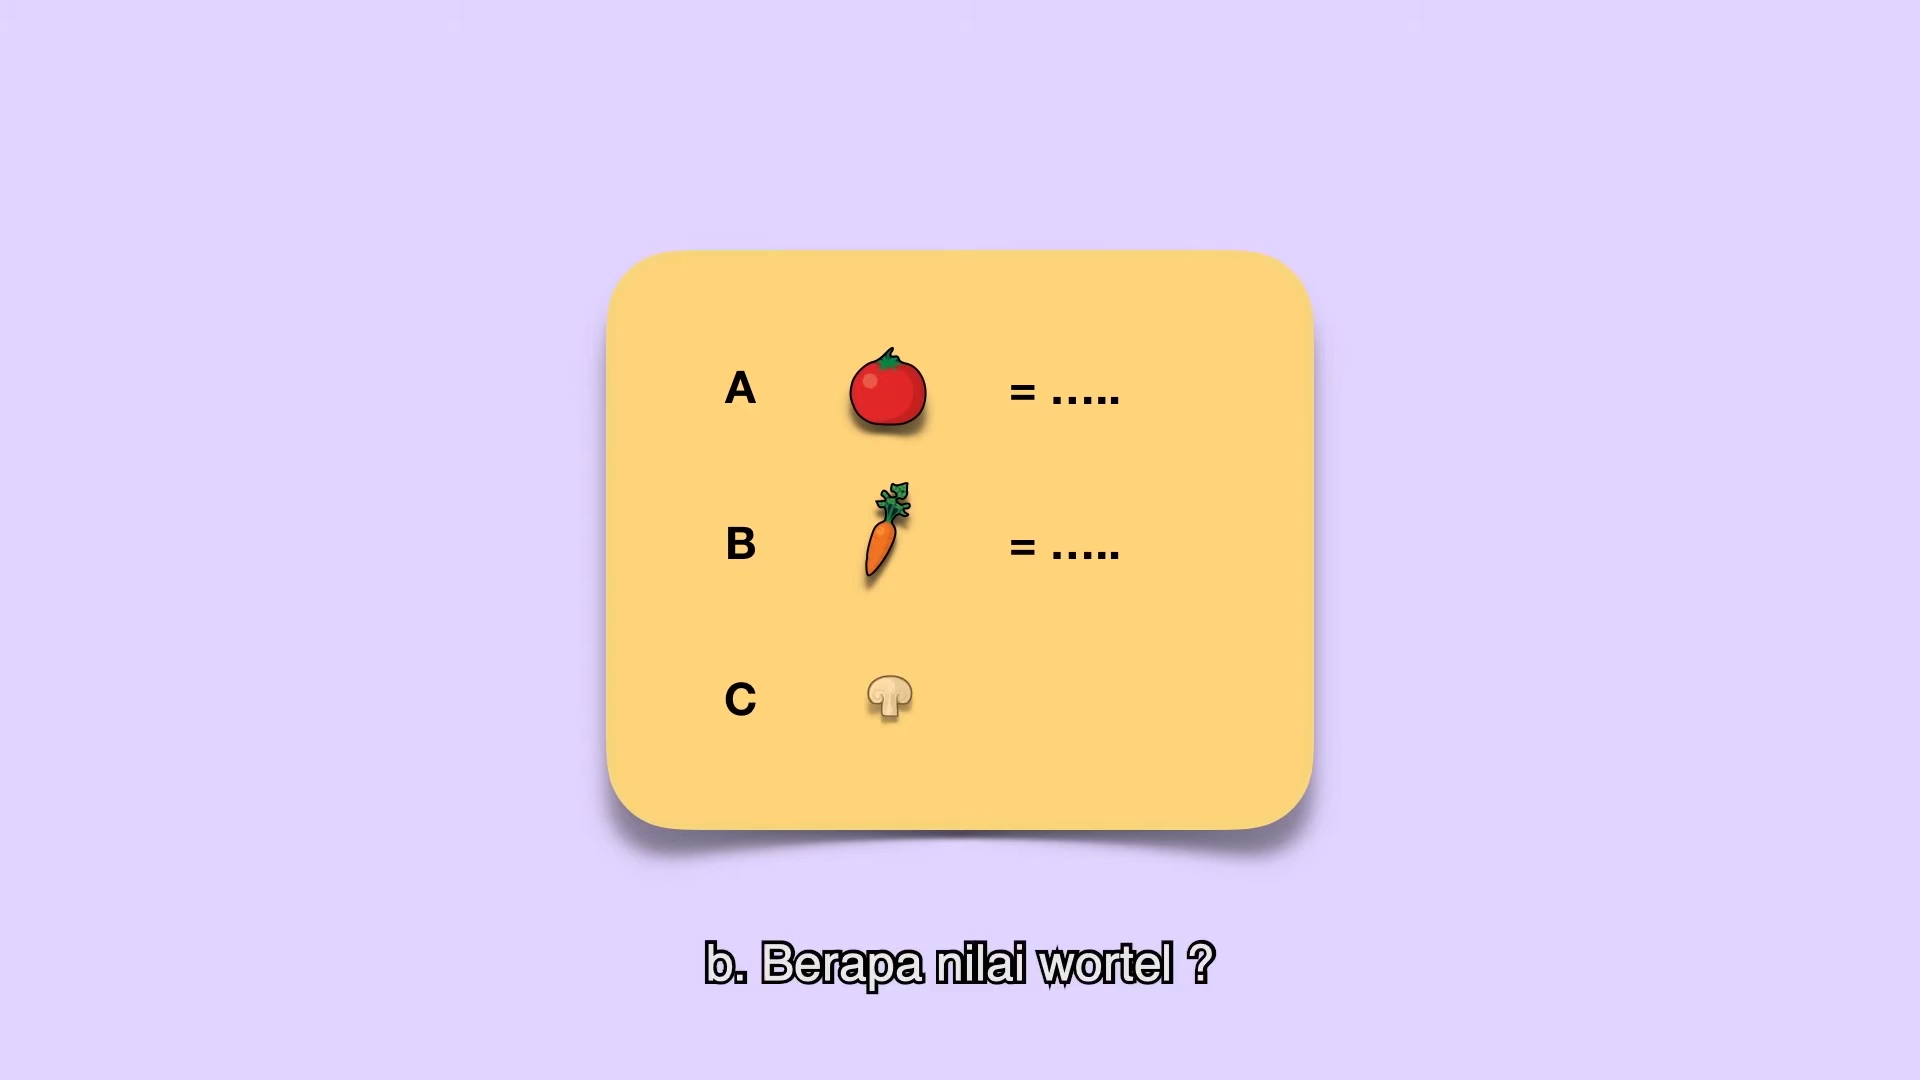 A = .....
B = .....
C
b. Berapa nilai wortel ?